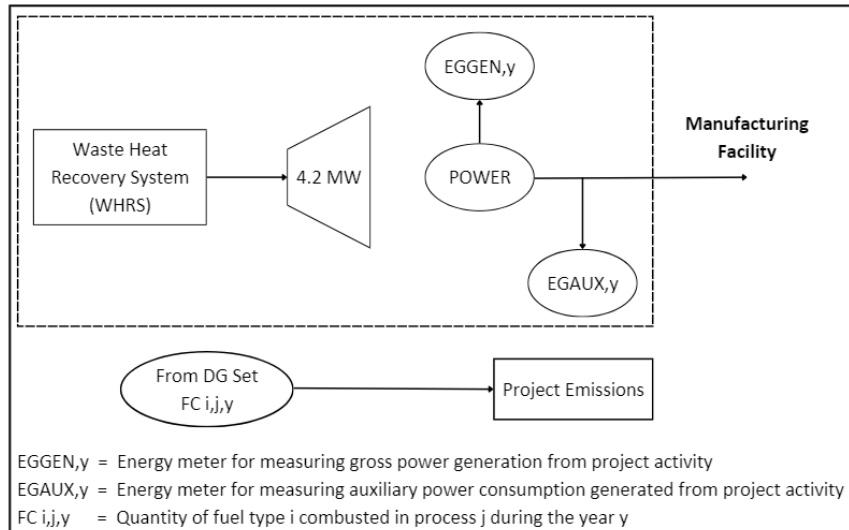 EGGEN,y
Manufacturing
Facility
Waste Heat
Recovery System
(WHRS)
4.2 MW
POWER
EGAUX,y
From DG Set
FC i,j,y
Project Emissions
EGGEN,y = Energy meter for measuring gross power generation from project activity
EGAUX,y = Energy meter for measuring auxiliary power consumption generated from project activity
FC i,j,y = Quantity of fuel type i combusted in process j during the year y